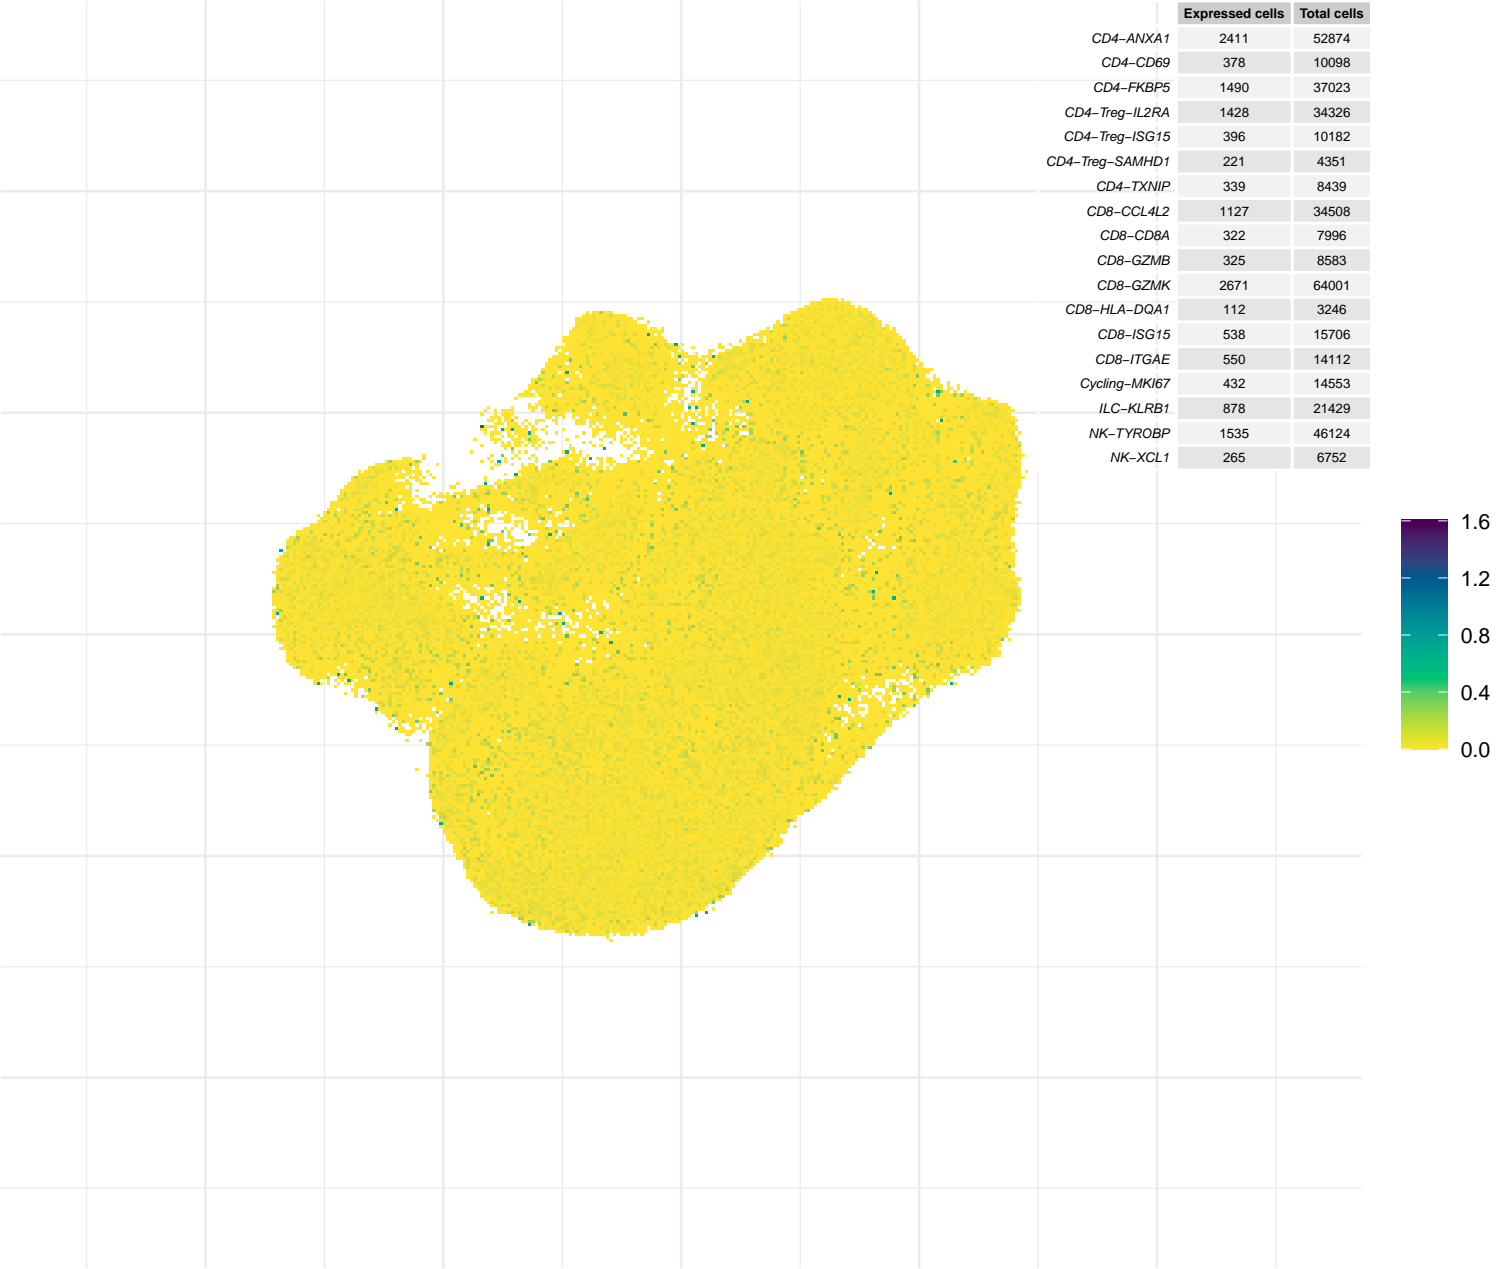 Expressed cells Total cells
CD4−ANXA1 2411 52874
CD4−CD69 378 10098
CD4−FKBP5 1490 37023
CD4−Treg−IL2RA 1428 34326
CD4−Treg−ISG15 396 10182
CD4−Treg−SAMHD1 221 4351
CD4−TXNIP 339 8439
CD8−CCL4L2 1127 34508
CD8−CD8A 322 7996
CD8−GZMB 325 8583
CD8−GZMK 2671 64001
CD8−HLA−DQA1 112 3246
CD8−ISG15 538 15706
CD8−ITGAE 550 14112
Cycling−MKI67 432 14553
ILC−KLRB1 878 21429
NK−TYROBP 1535 46124
NK−XCL1 265 6752
1.6
1.2
0.8
0.4
0.0